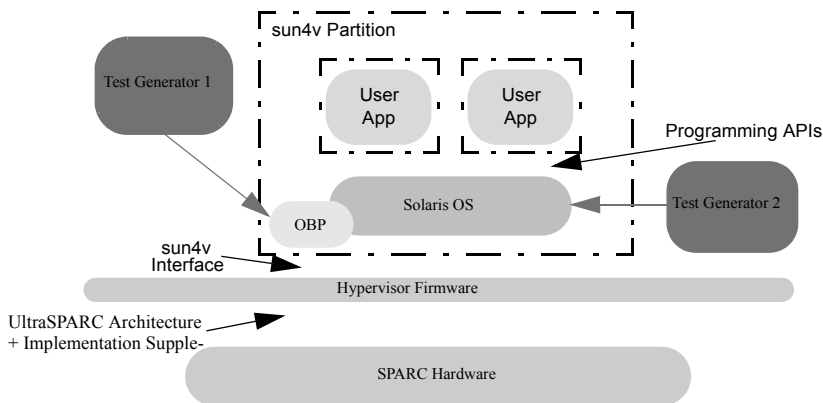 sun4v Partition
Test Generator 1
User
App
User
App
Programming APIs
Solaris OS
Test Generator 2
OBP
sun4v
Interface
Hypervisor Firmware
UltraSPARC Architecture
+ Implementation Supple-
SPARC Hardware